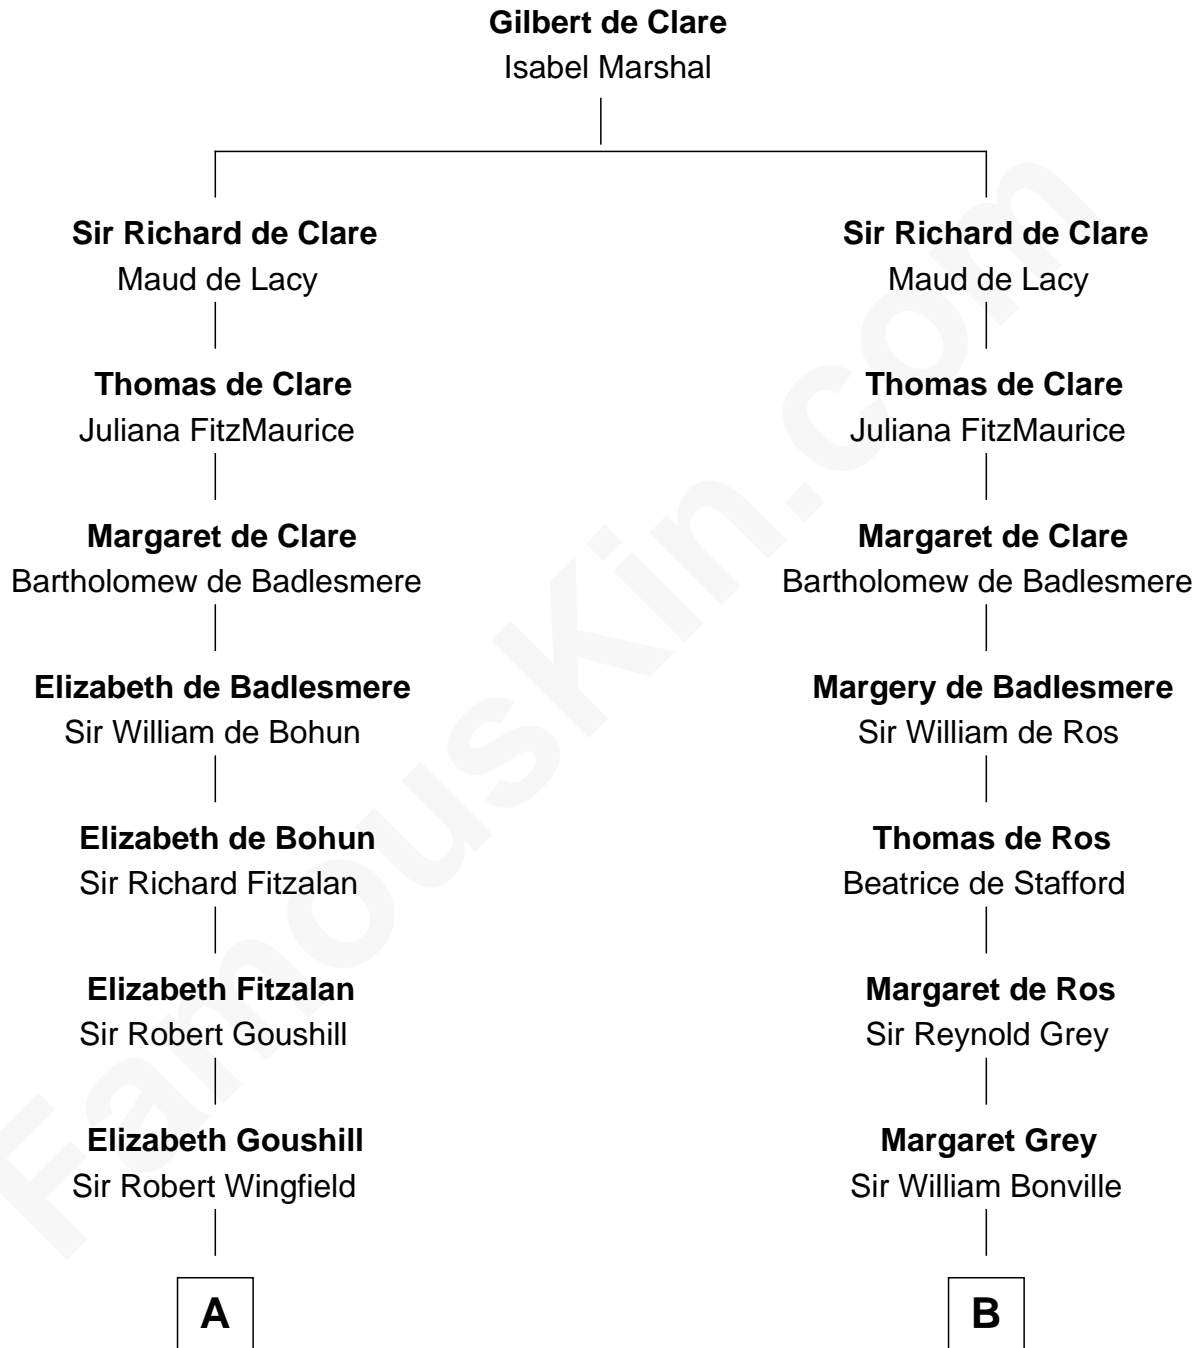 Gilbert de Clare
Isabel Marshal
Sir Richard de Clare
Maud de Lacy
Thomas de Clare
Juliana FitzMaurice
Margaret de Clare
Bartholomew de Badlesmere
Elizabeth de Badlesmere
Sir William de Bohun
Elizabeth de Bohun
Sir Richard Fitzalan
Elizabeth Fitzalan
Sir Robert Goushill
Elizabeth Goushill
Sir Robert Wingfield
A
Sir Richard de Clare
Maud de Lacy
Thomas de Clare
Juliana FitzMaurice
Margaret de Clare
Bartholomew de Badlesmere
Margery de Badlesmere
Sir William de Ros
Thomas de Ros
Beatrice de Stafford
Margaret de Ros
Sir Reynold Grey
Margaret Grey
Sir William Bonville
B
FamousKin.com